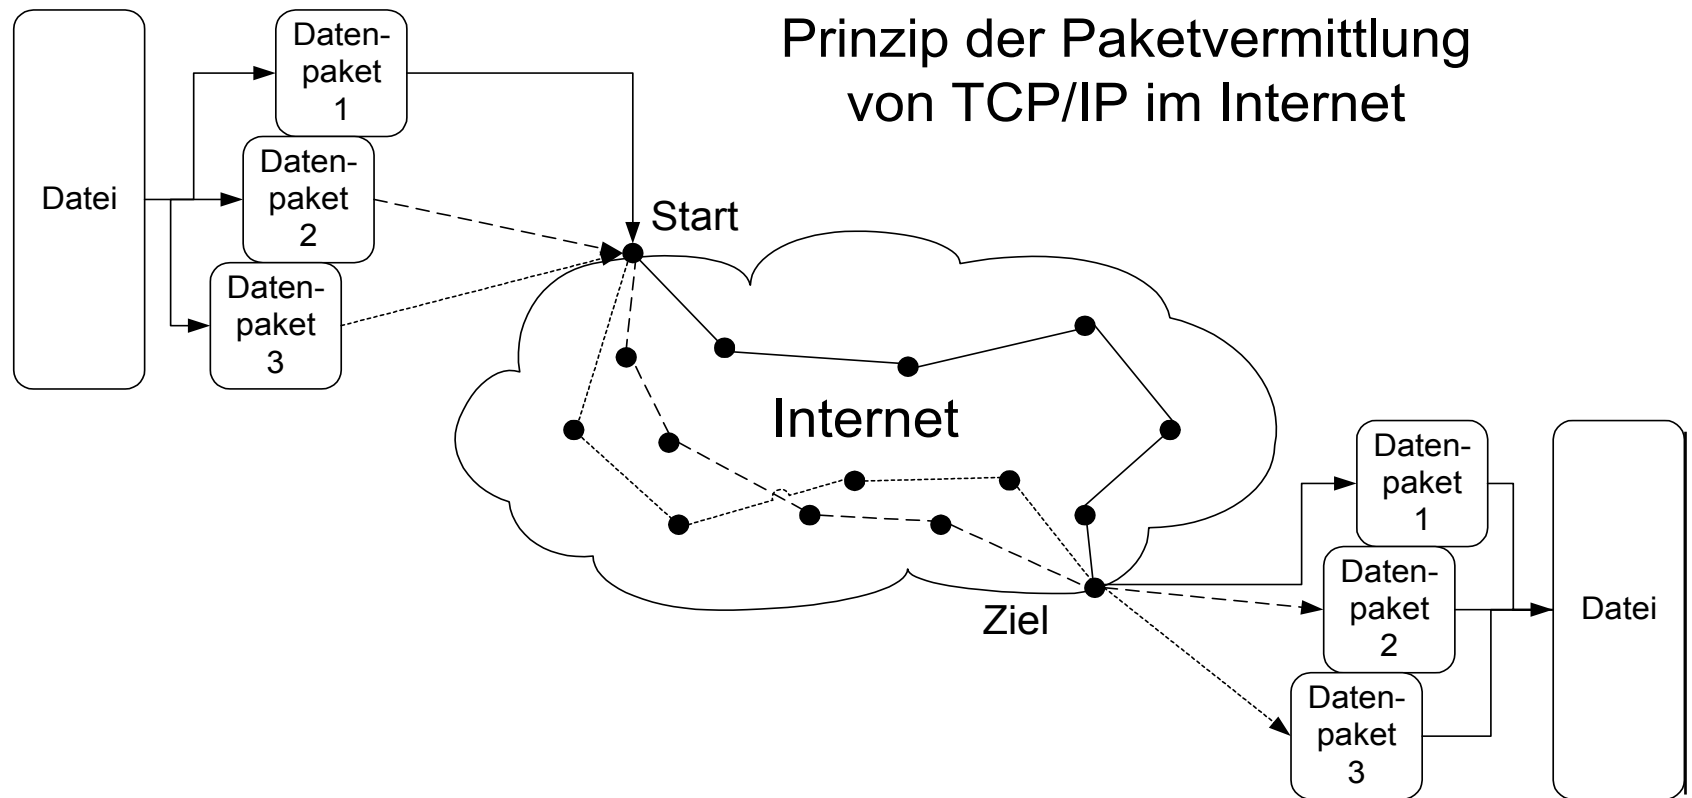 Prinzip der Paketvermittlung
von TCP/IP im Internet
Datei
Daten-
paket
1
Daten-
paket
2
Daten-
paket
3
Start
Internet
Ziel
Daten-
paket
1
Daten-
paket
2
Daten-
paket
3
Datei